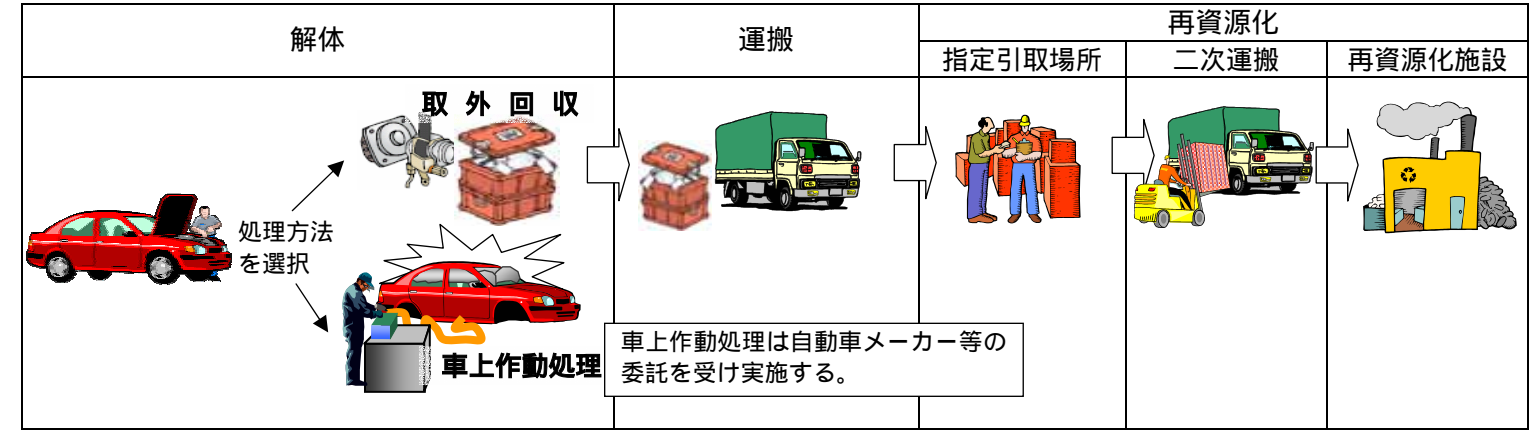 解体
運搬
再資源化
指定引取場所
二次運搬
再資源化施設
取外回収
処理方法
を選択
車上作動処理
車上作動処理は自動車メーカー等の
委託を受け実施する。